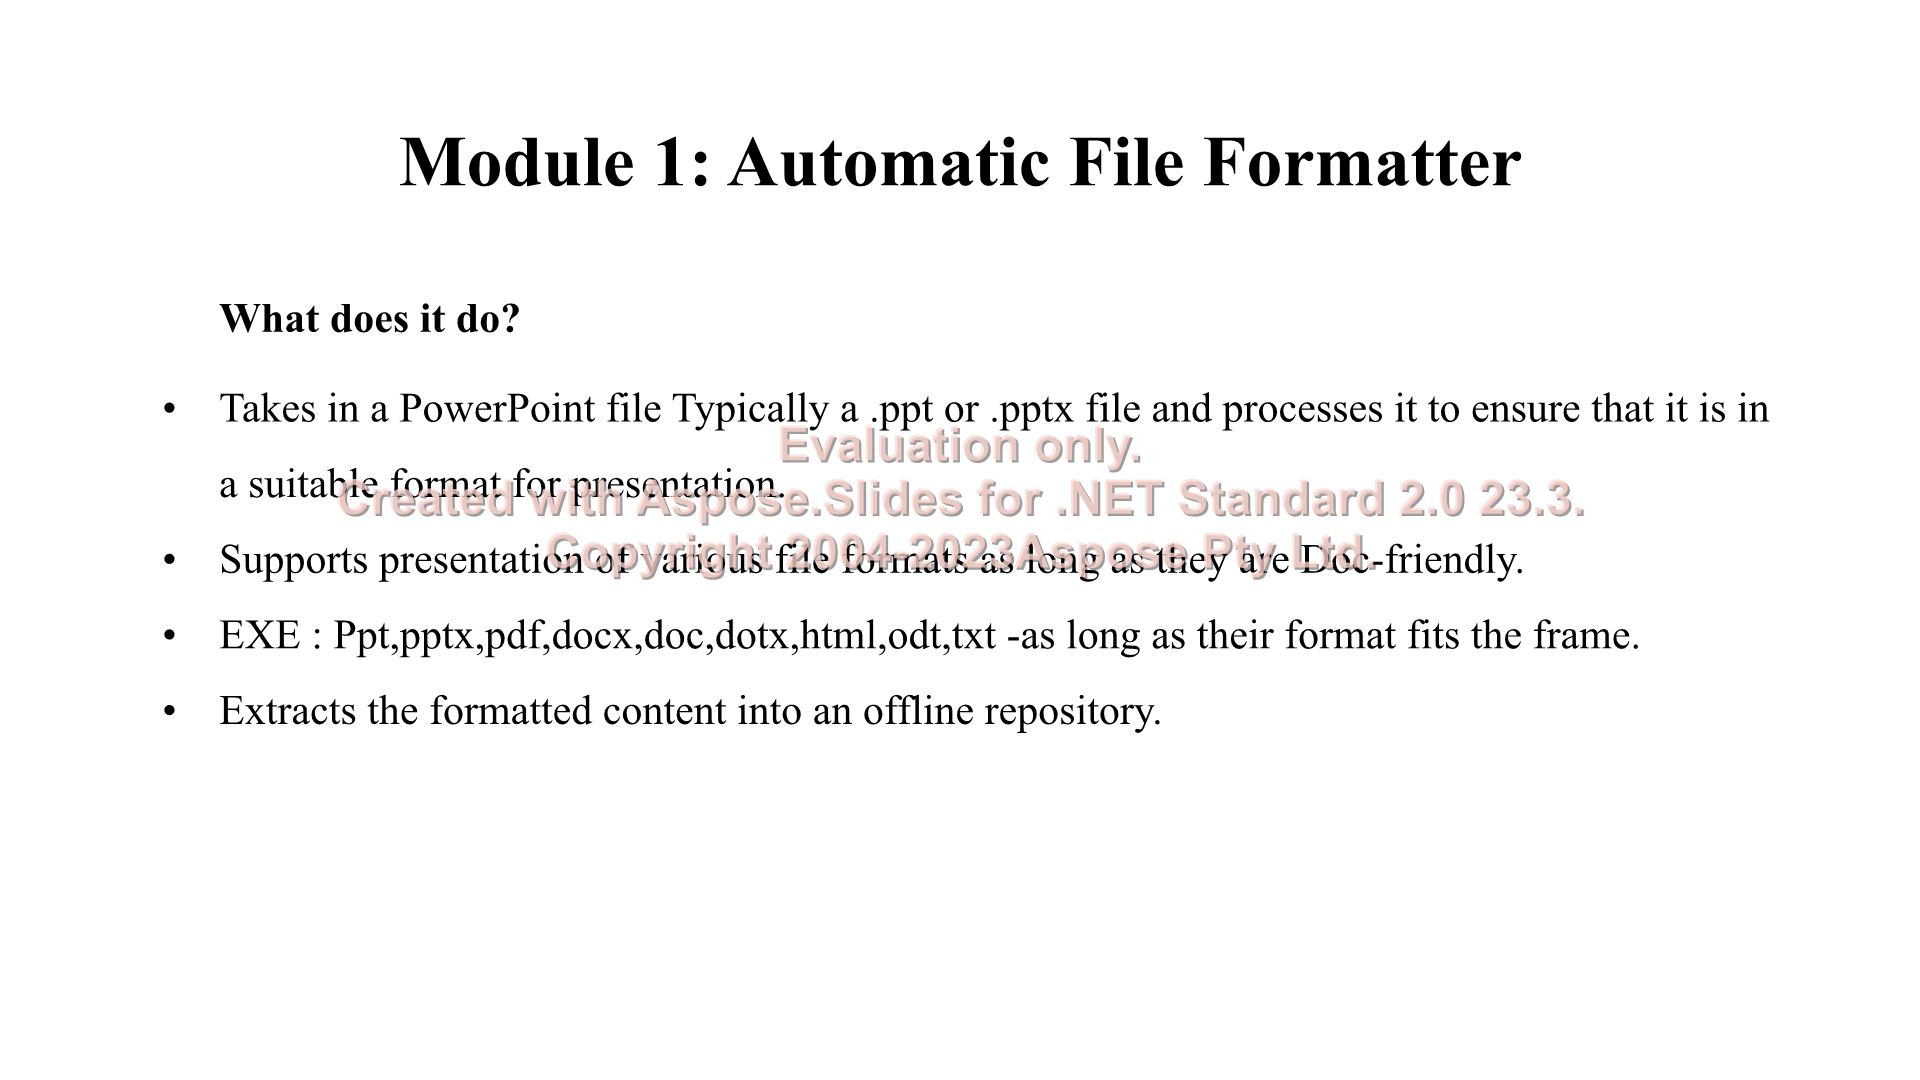 Module 1: Automatic File Formatter
What does it do?
• Takes in a PowerPoint file Typically a .ppt or .pptx file and processes it to ensure that it is in
a suitable format for presentation.
• Supports presentation of various file formats as long as they are Doc-friendly.
• EXE : Ppt,pptx,pdf,docx,doc,dotx,html,odt,txt -as long as their format fits the frame.
• Extracts the formatted content into an offline repository.
Evaluation only.
Created with Aspose.Slides for .NET Standard 2.0 23.3.
Copyright 2004-2023Aspose Pty Ltd.